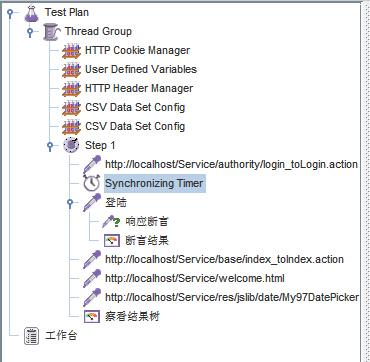 Test Plan
Thread Group
HTTP Cookie Manager
User Defined Variables
HTTP Header Manager
CSV Data Set Config
CSV Data Set Config
Step 1
http://localhost/Service/authority/login_toLogin.action
Synchronizing Timer
登陆
响应断言
断言结果
http://localhost/Service/base/index_toIndex.action
http://localhost/Service/welcome.html
http://localhost/Service/res/jslib/date/My97DatePicker
察看结果树
工作台